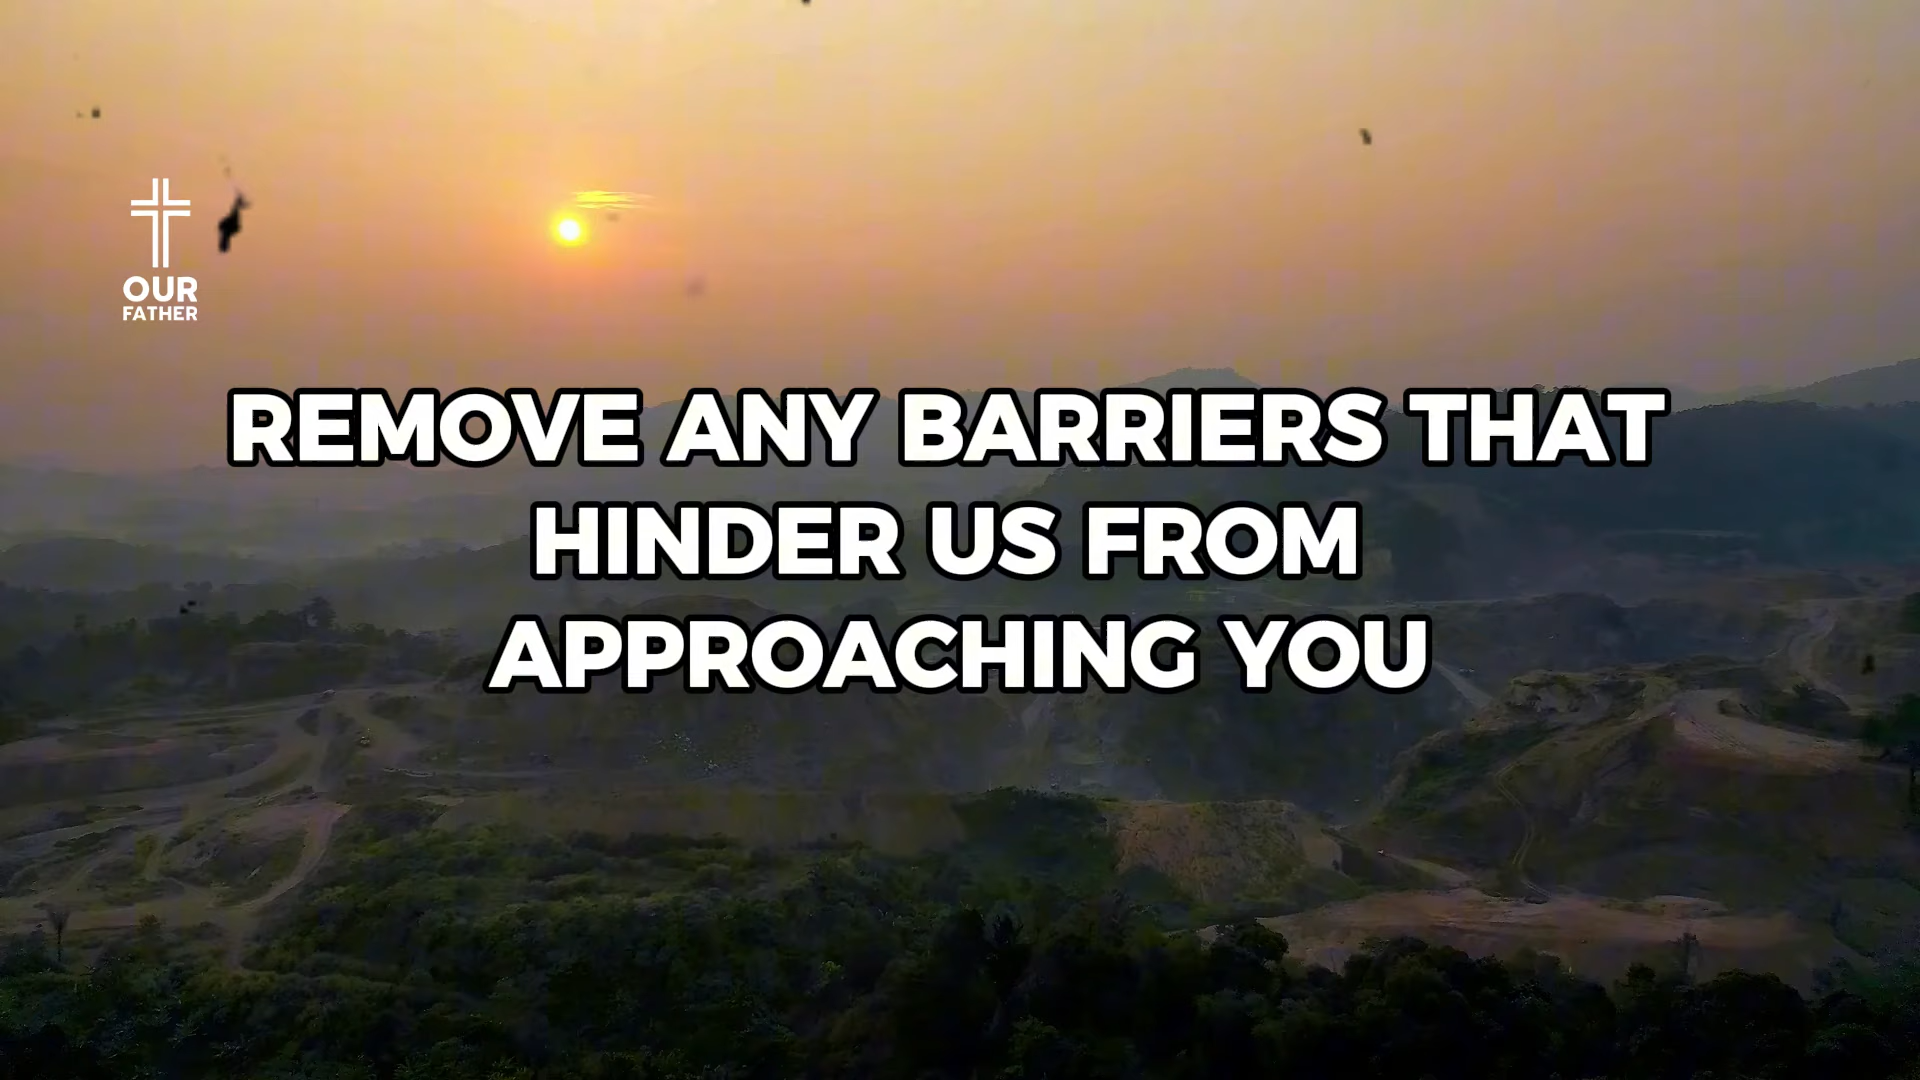 OUR
FATHER
REMOVE ANY BARRIERS THAT
HINDER US FROM
APPROACHING YOU